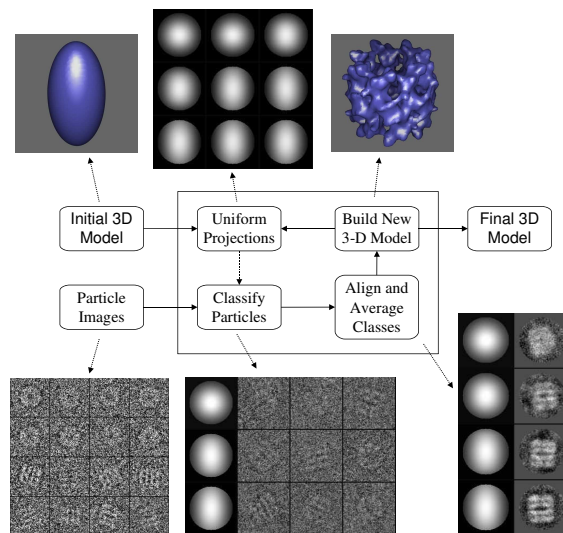 Initial 3D
Model
Uniform
Projections
Build New
3-D Model
Final 3D
Model
Particle
Images
Classify
Particles
Align and
Average
Classes